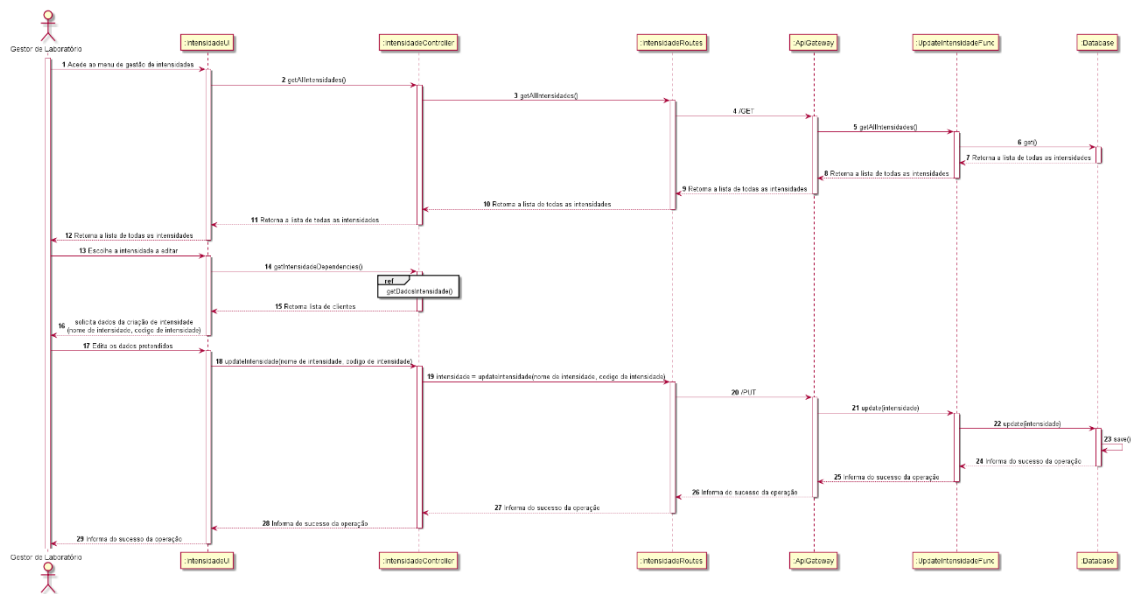 Gestor de Laboratório
:IntensidadeUI
:IntensidadeController
:IntensidadeRoutes
:ApiGateway
:UpdateIntensidadeFunc
:Database
1 Acede ao menu de gestão de intensidades
2 getAllIntensidades()
3 getAllIntensidades()
4 /GET
5 getAllIntensidades()
6 get()
7 Retorna a lista de todas as intensidades
8 Retorna a lista de todas as intensidades
9 Retorna a lista de todas as intensidades
10 Retorna a lista de todas as intensidades
11 Retorna a lista de todas as intensidades
12 Retorna a lista de todas as intensidades
13 Escolhe a intensidade a editar
14 getIntensidadeDependencies()
ref
getDadosIntensidade()
15 Retorna lista de clientes
16 solicita dados da criação de intensidade
(nome de intensidade, codigo de intensidade)
17 Edita os dados pretendidos
18 updateIntensidade(nome de intensidade, codigo de intensidade)
19 intensidade = updateIntensidade(nome de intensidade, codigo de intensidade)
20 /PUT
21 update(intensidade)
22 update(intensidade)
23 save()
24 Informa do sucesso da operação
25 Informa do sucesso da operação
26 Informa do sucesso da operação
27 Informa do sucesso da operação
28 Informa do sucesso da operação
29 Informa do sucesso da operação
Gestor de Laboratório
:IntensidadeUI
:IntensidadeController
:IntensidadeRoutes
:ApiGateway
:UpdateIntensidadeFunc
:Database